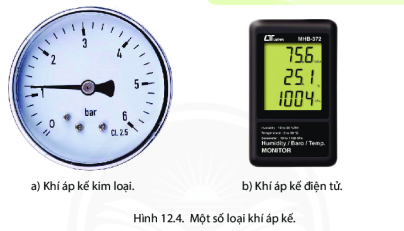 0
1
2
3
4
5
6
bar
CL 2.5
JAPAN
MHB-372
75.6
25.1
1004
Humidity / Baro / Temp.
MONITOR
a) Khí áp kế kim loại.
b) Khí áp kế điện tử.
Hình 12.4. Một số loại khí áp kế.